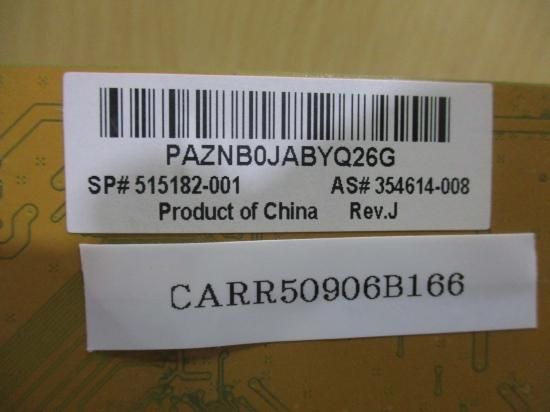 PAZNB0JABYQ26G
SP# 515182-001 AS# 354614-008
Product of China Rev.J
CARR50906B166